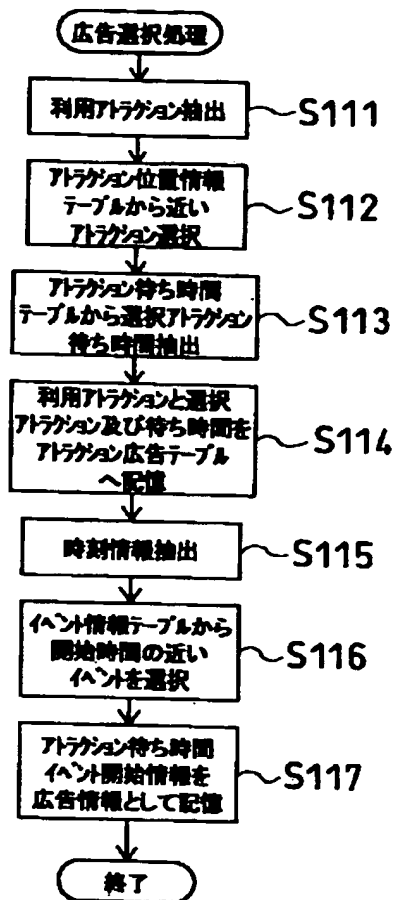 広告選択処理
利用アトラクション抽出
S111
アトラクション位置情報
テーブルから近い
アトラクション選択
S112
アトラクション待ち時間
テーブルから選択アトラクション
待ち時間抽出
S113
利用アトラクションと選択
アトラクション及び待ち時間を
アトラクション広告テーブル
へ記憶
S114
時刻情報抽出
S115
イベント情報テーブルから
開始時間の近い
イベントを選択
S116
アトラクション待ち時間
イベント開始情報を
広告情報として記憶
S117
終了